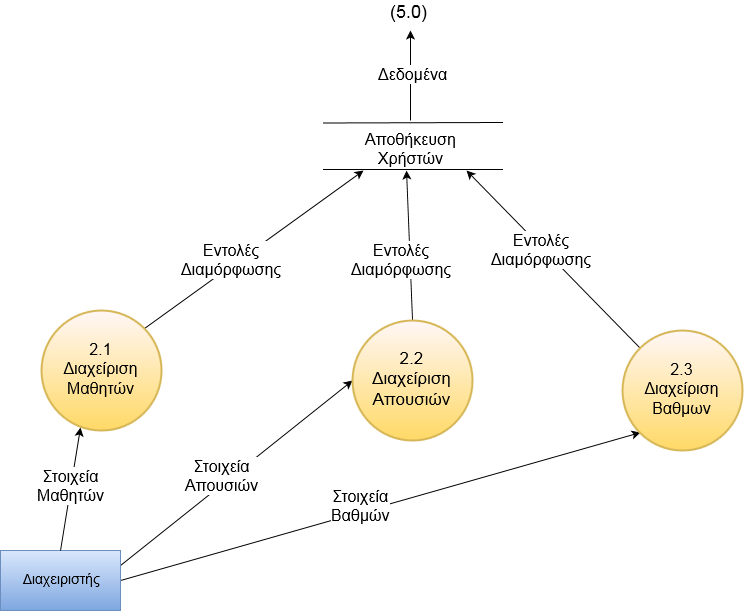 (5.0)
Δεδομένα
Αποθήκευση
Χρήστών
Εντολές
Διαμόρφωσης
Εντολές
Διαμόρφωσης
Εντολές
Διαμόρφωσης
2.1
Διαχείριση
Μαθητών
2.2
Διαχείριση
Απουσιών
2.3
Διαχείριση
Βαθμων
Στοιχεία
Μαθητών
Στοιχεία
Απουσιών
Στοιχεία
Βαθμών
Διαχειριστής